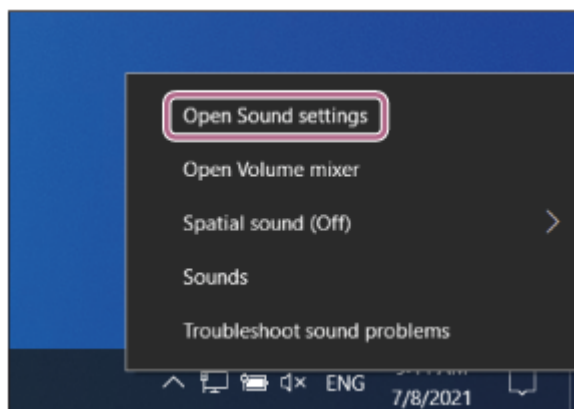 Open Sound settings
Open Volume mixer
Spatial sound (Off)
Sounds
Troubleshoot sound problems
ENG
7/8/2021